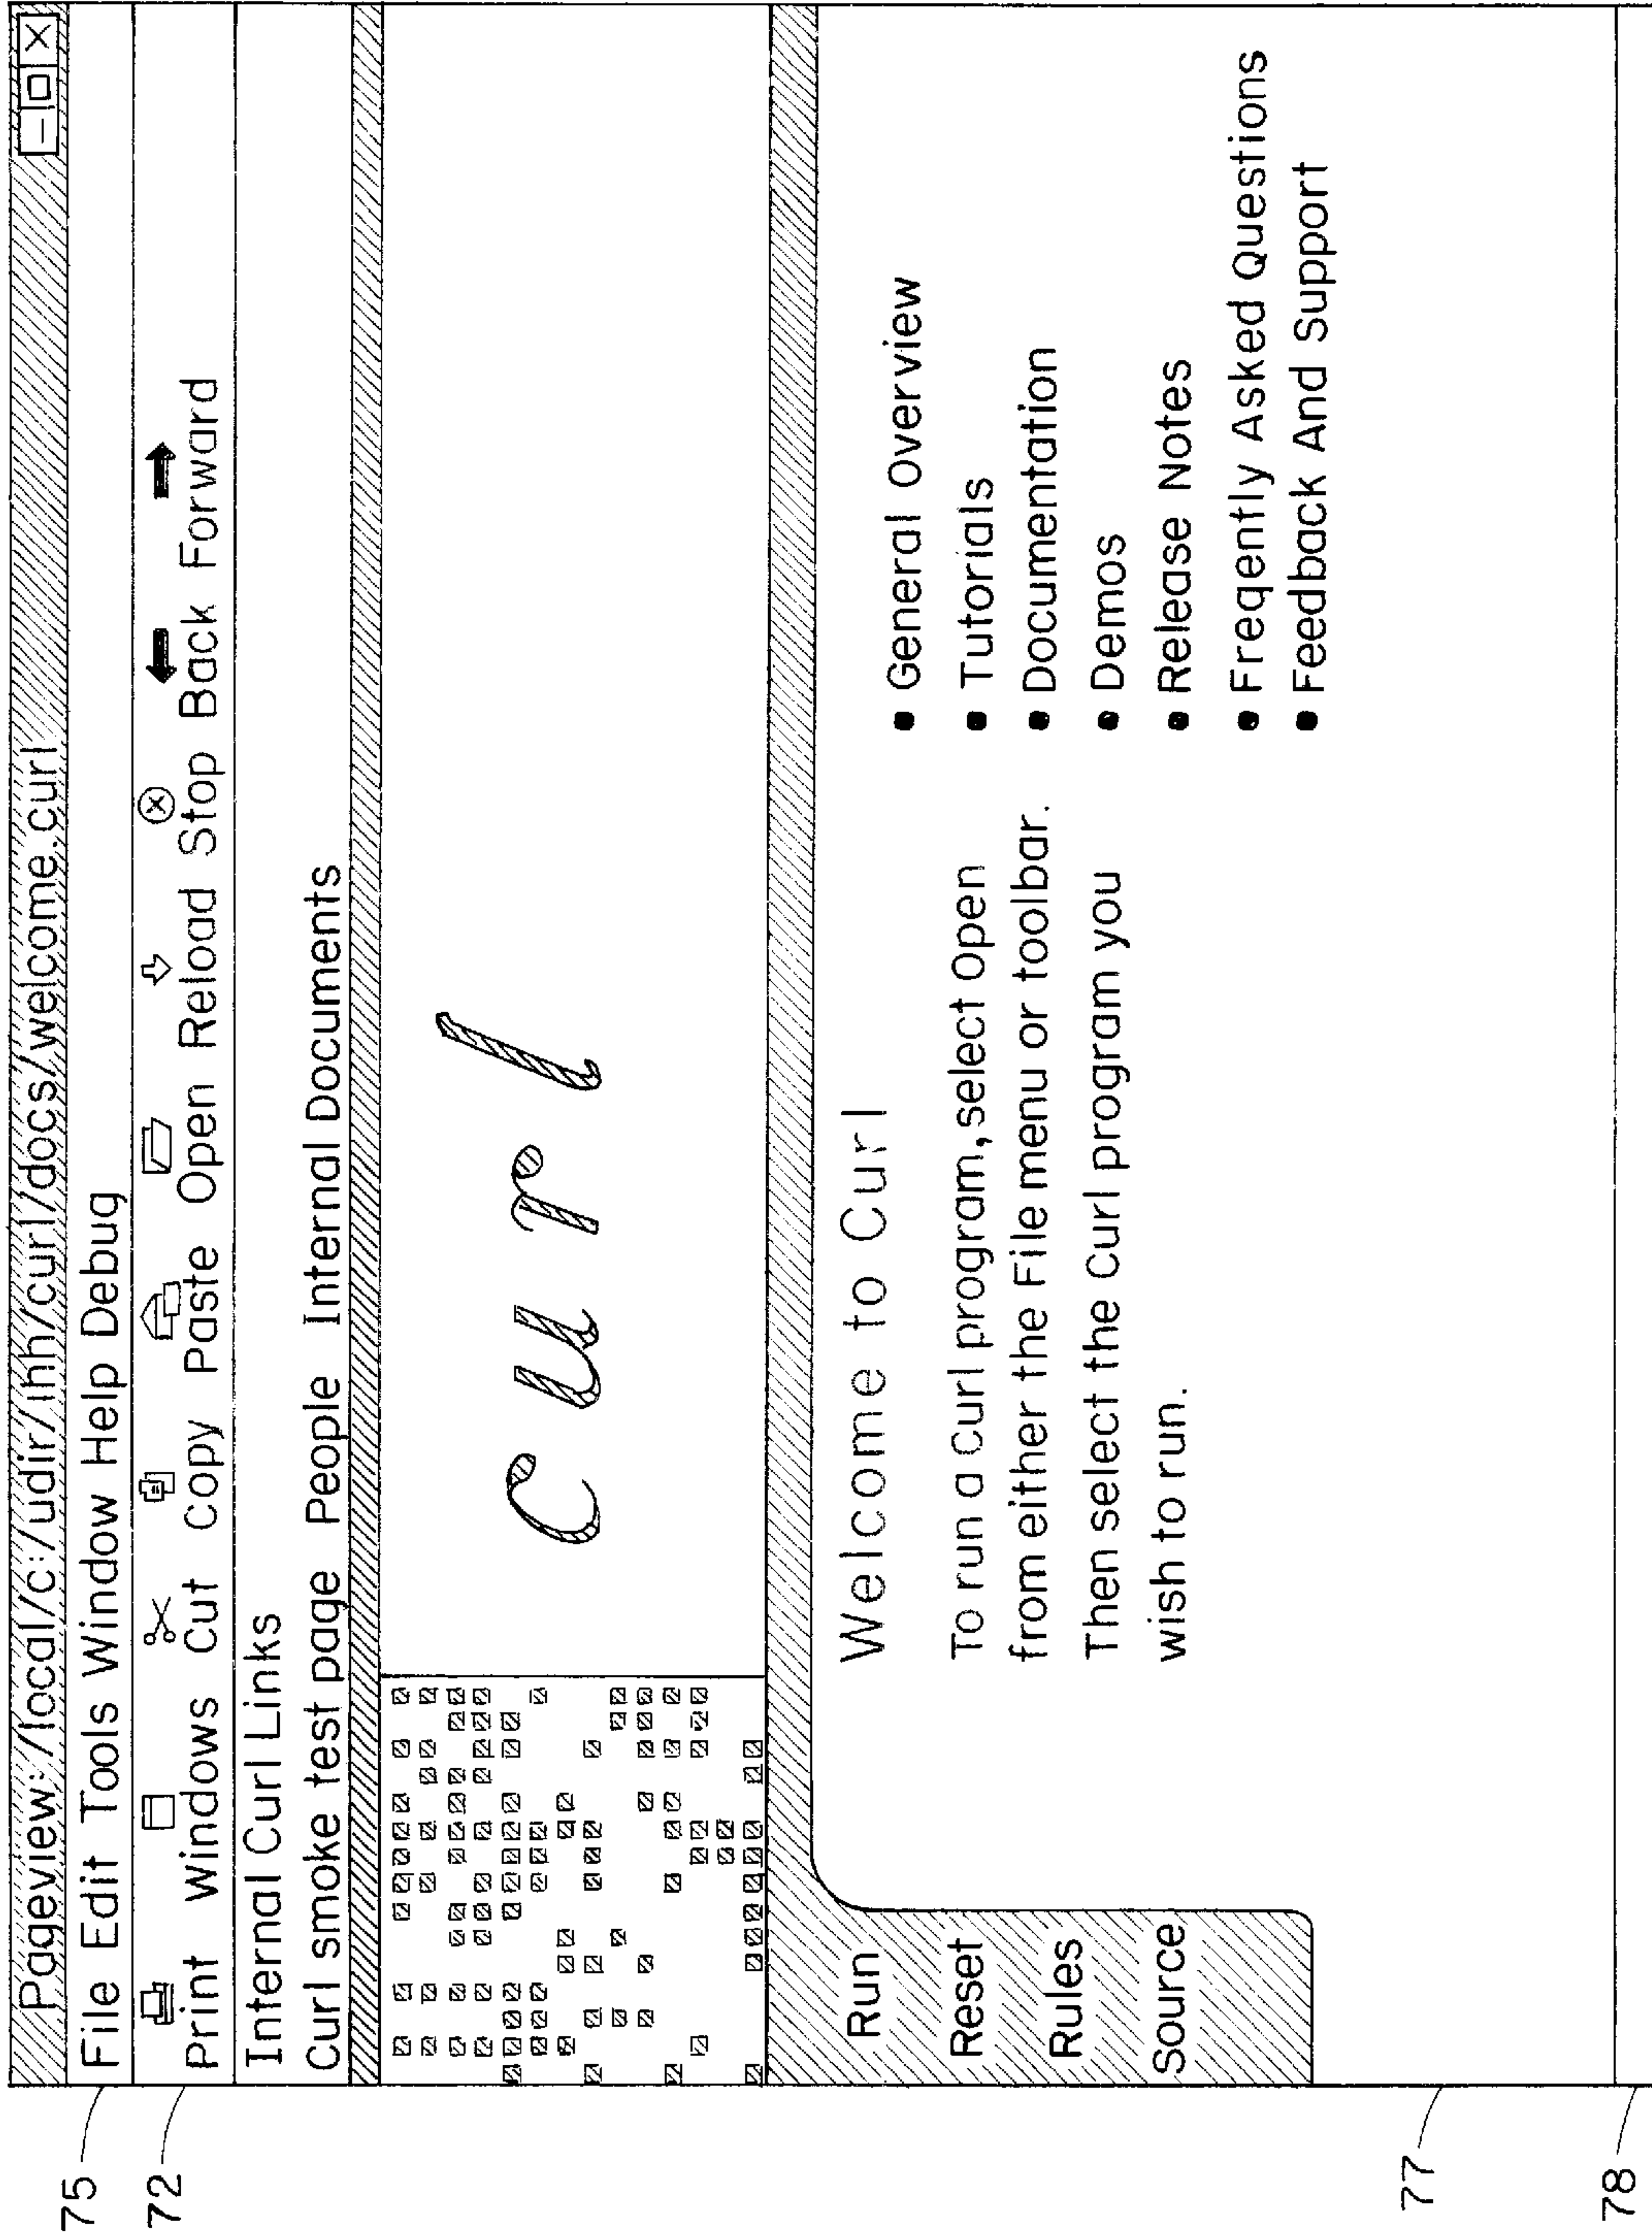 Pageview:/local/c:/udir/lhh/curl/docs/welcome.curl
File Edit Tools Window Help Debug
Print Windows Cut Copy Paste Open Reload Stop Back Forward
Internal Curl Links
Curl smoke test page People Internal Documents
Curl
Run
Reset
Rules
Source
Welcome to Curl
To run a Curl program,select Open
from either the File menu or toolbar.
Then select the Curl program you
wish to run.
• General Overview
• Tutorials
• Documentation
• Demos
• Release Notes
• Freqently Asked Questions
• Feedback And Support
75
72
77
78